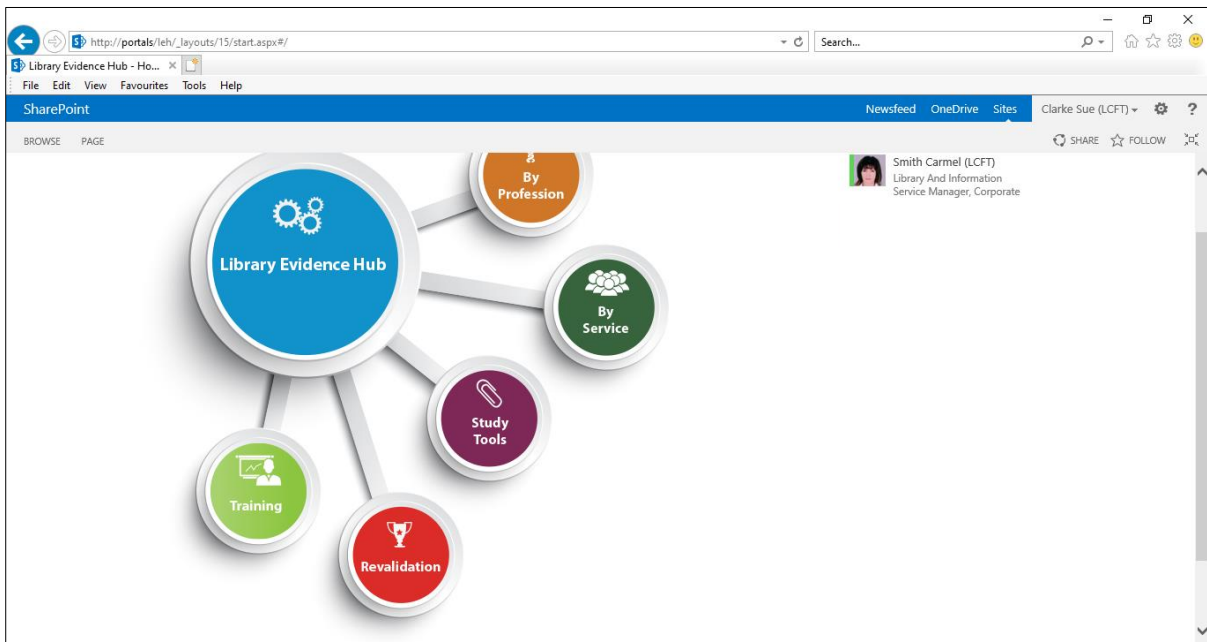 http://portals/leh/_layouts/15/start.aspx#/
Search...
Library Evidence Hub - Ho...
File Edit View Favourites Tools Help
SharePoint
Newsfeed OneDrive Sites
Clarke Sue (LCFT)
?
BROWSE PAGE
SHARE FOLLOW
By
Profession
Smith Carmel (LCFT)
Library And Information
Service Manager, Corporate
Library Evidence Hub
By
Service
Study
Tools
Training
Revalidation